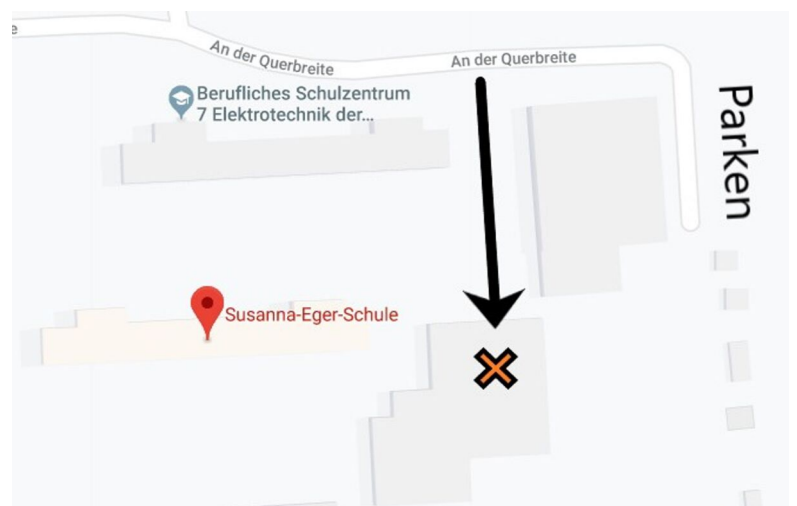 e
An der Querbreite
An der Querbreite
Berufliches Schulzentrum
7 Elektrotechnik der...
Parken
Susanna-Eger-Schule